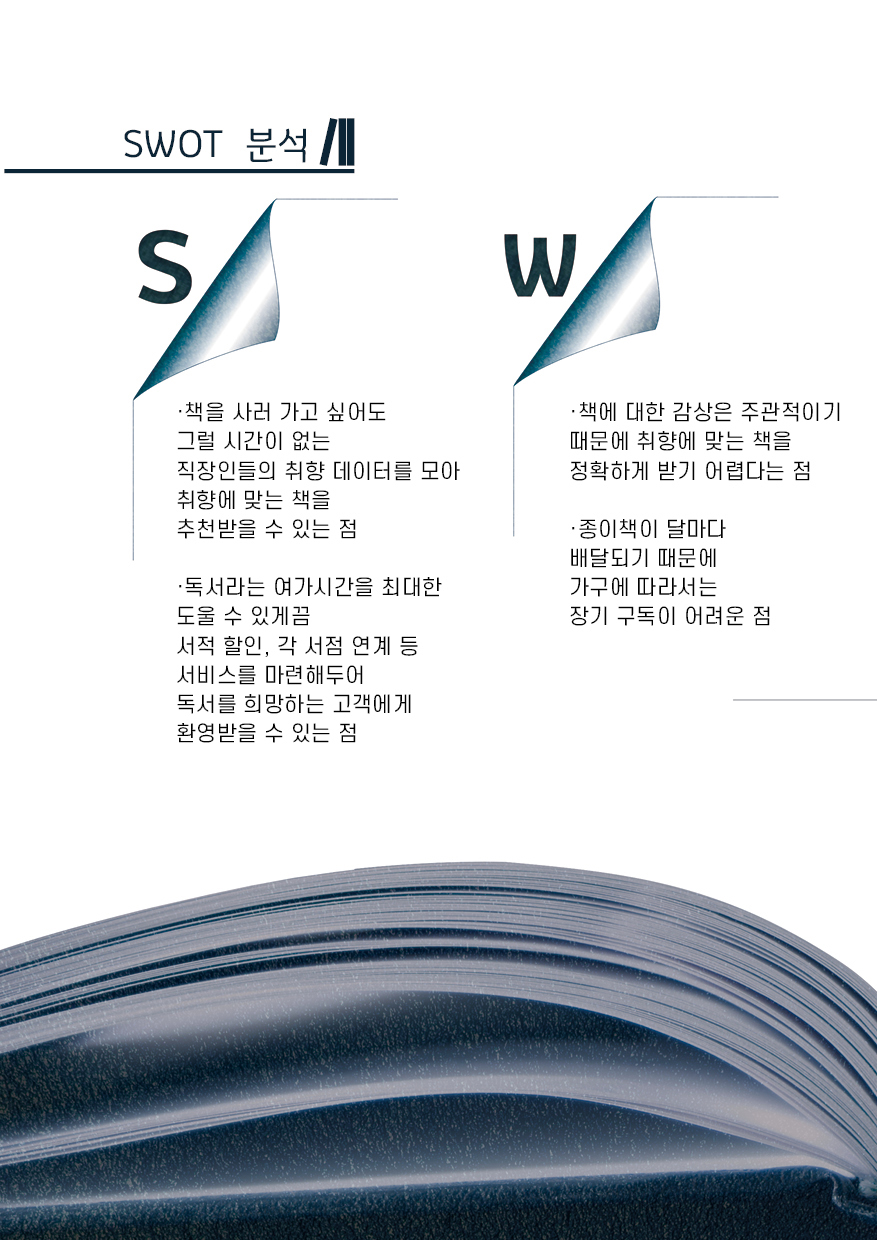 SWOT 분석
S
·책을 사러 가고 싶어도
그럴 시간이 없는
직장인들의 취향 데이터를 모아
취향에 맞는 책을
추천받을 수 있는 점
·독서라는 여가시간을 최대한
도울 수 있게끔
서적 할인, 각 서점 연계 등
서비스를 마련해두어
독서를 희망하는 고객에게
환영받을 수 있는 점
W
·책에 대한 감상은 주관적이기
때문에 취향에 맞는 책을
정확하게 받기 어렵다는 점
·종이책이 달마다
배달되기 때문에
가구에 따라서는
장기 구독이 어려운 점